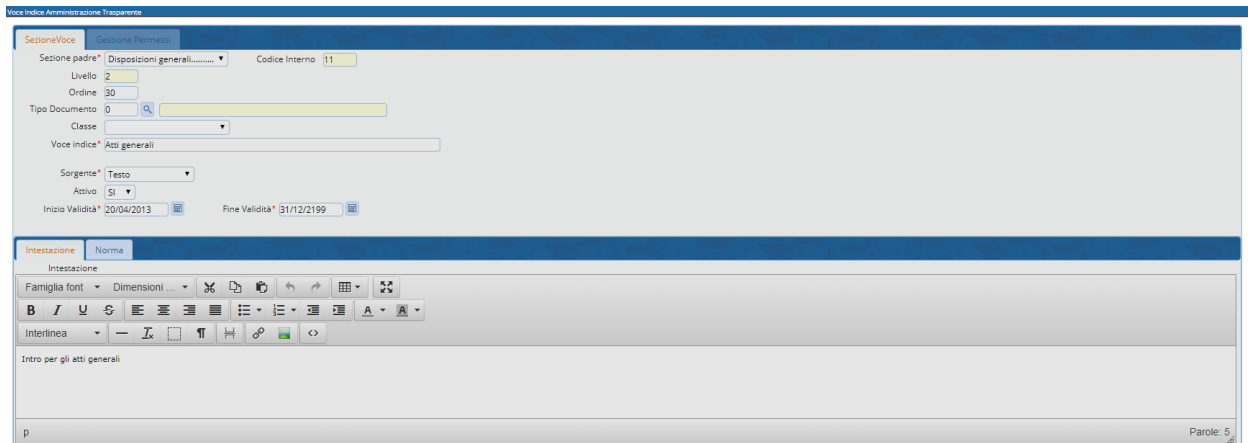 Voce Indice Amministrazione Trasparente
SezioneVoce Gestione Permessi
Sezione padre* Disposizioni generali.......... Codice Interno 11
Livello 2
Ordine 30
Tipo Documento 0
Classe
Voce indice* Atti generali
Sorgente* Testo
Attivo SI
Inizio Validità* 20/04/2013 Fine Validità* 31/12/2199
Intestazione Norma
Intestazione
Famiglia font Dimensioni ...
B I U S A A
Interlinea
Intro per gli atti generali
p Parole: 5